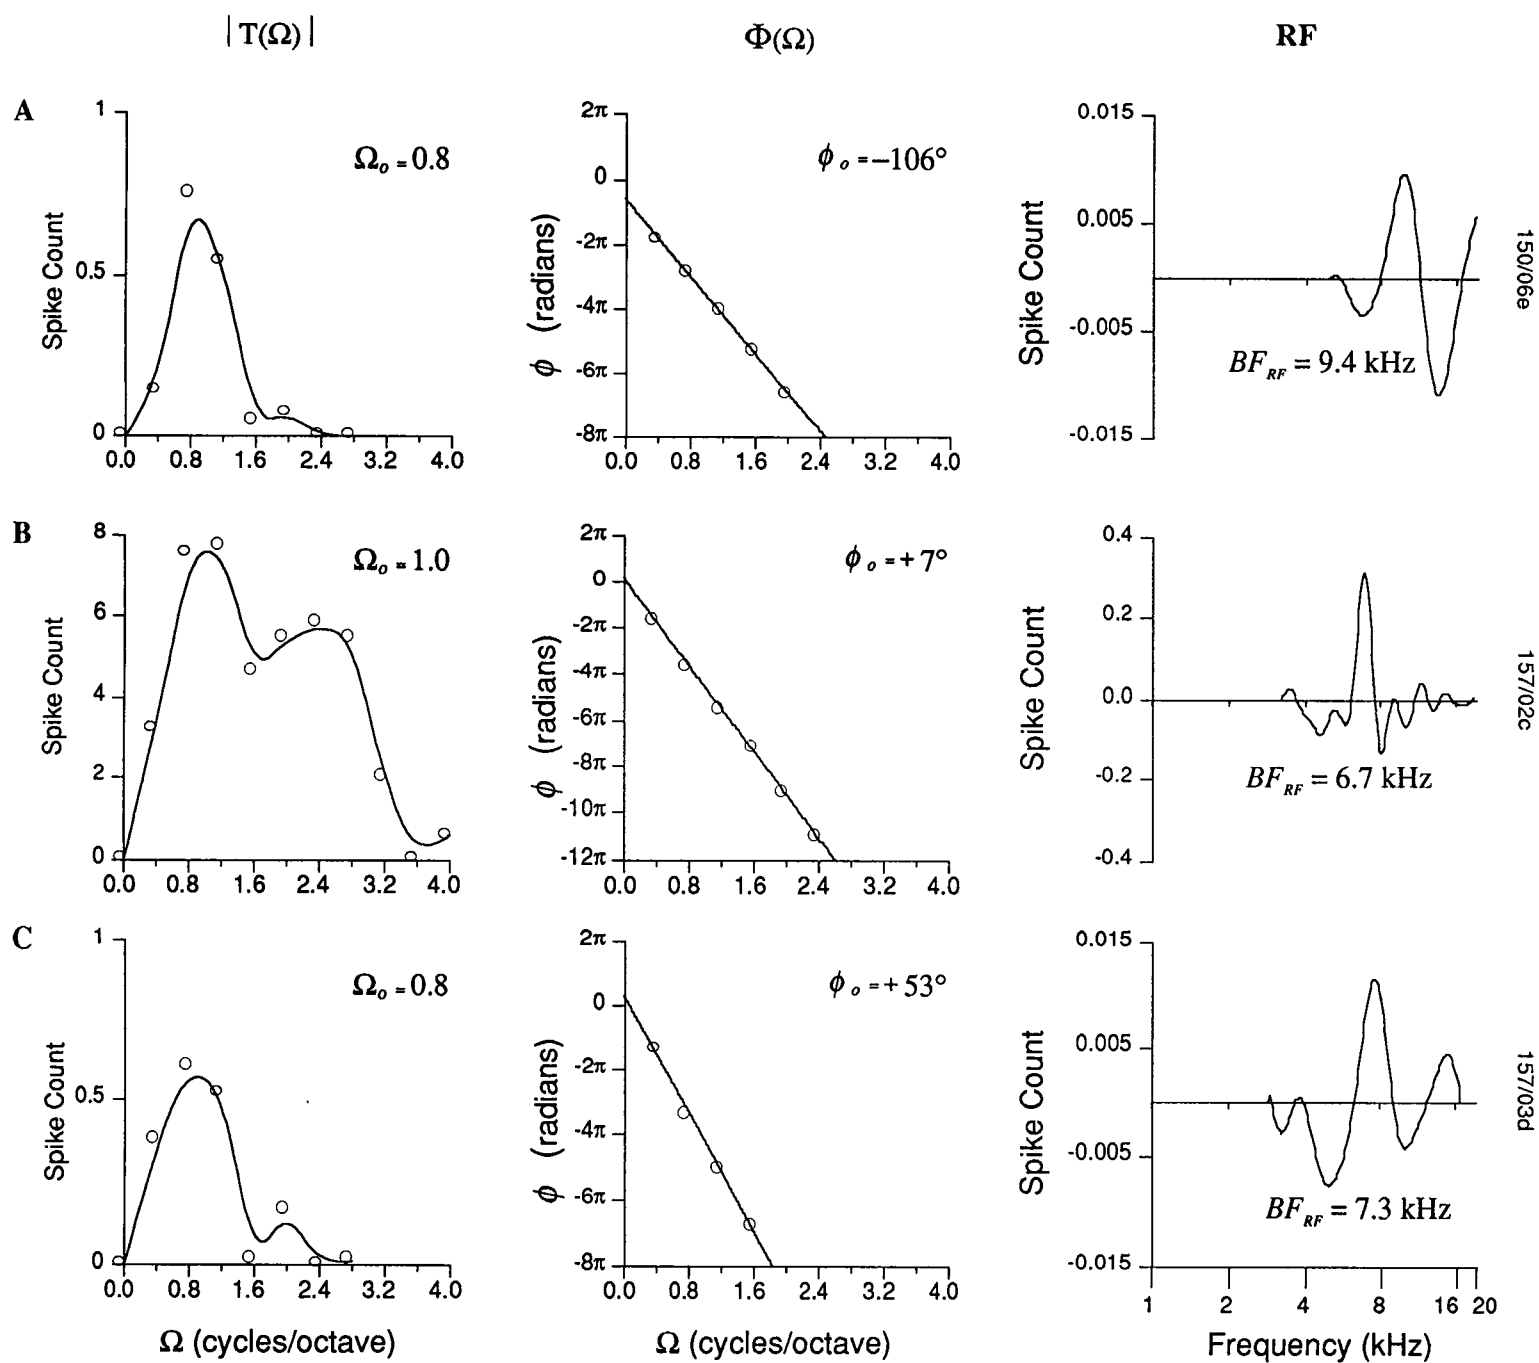 |T(Ω)| Φ(Ω) RF
A
1
0.5
0
Spike Count
Ωo = 0.8
0.0 0.8 1.6 2.4 3.2 4.0
2π
0
-2π
-4π
-6π
-8π
ϕ (radians)
ϕo = −106°
0.0 0.8 1.6 2.4 3.2 4.0
0.015
0.005
-0.005
-0.015
Spike Count
BF_RF = 9.4 kHz
150/06e
B
8
6
4
2
0
Spike Count
Ωo = 1.0
0.0 0.8 1.6 2.4 3.2 4.0
2π
0
-2π
-4π
-6π
-8π
-10π
-12π
ϕ (radians)
ϕo = +7°
0.0 0.8 1.6 2.4 3.2 4.0
0.4
0.2
0.0
-0.2
-0.4
Spike Count
BF_RF = 6.7 kHz
157/02c
C
1
0.5
0
Spike Count
Ωo = 0.8
0.0 0.8 1.6 2.4 3.2 4.0
Ω (cycles/octave)
2π
0
-2π
-4π
-6π
-8π
ϕ (radians)
ϕo = +53°
0.0 0.8 1.6 2.4 3.2 4.0
Ω (cycles/octave)
0.015
0.005
-0.005
-0.015
Spike Count
BF_RF = 7.3 kHz
157/03d
1 2 4 8 16 20
Frequency (kHz)